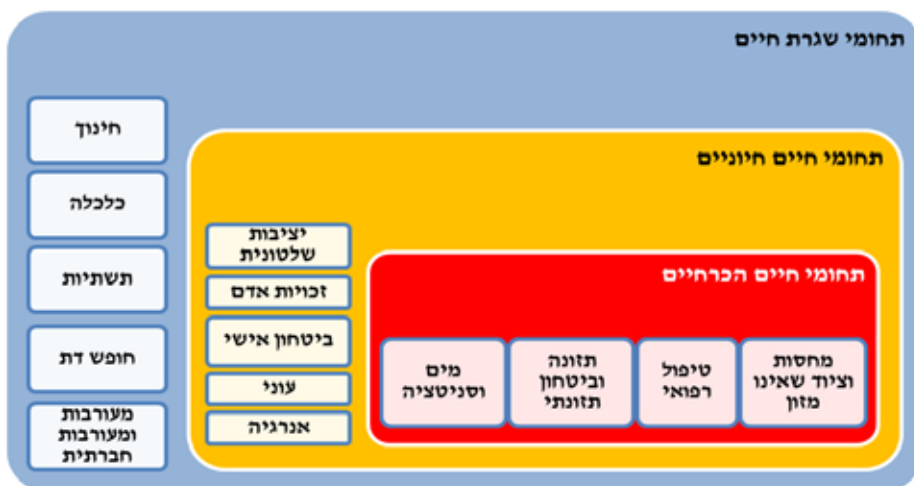 תחומי שגרת חיים
חינוך
כלכלה
תשתיות
חופש דת
מעורבות
ומעורבות
חברתית
תחומי חיים חיוניים
יציבות
שלטונית
זכויות אדם
ביטחון אישי
עוני
אנרגיה
תחומי חיים הכרחיים
מחסות
וציוד שאינו
מזון
טיפול
רפואי
תזונה
וביטחון
תזונתי
מים
וסניטציה